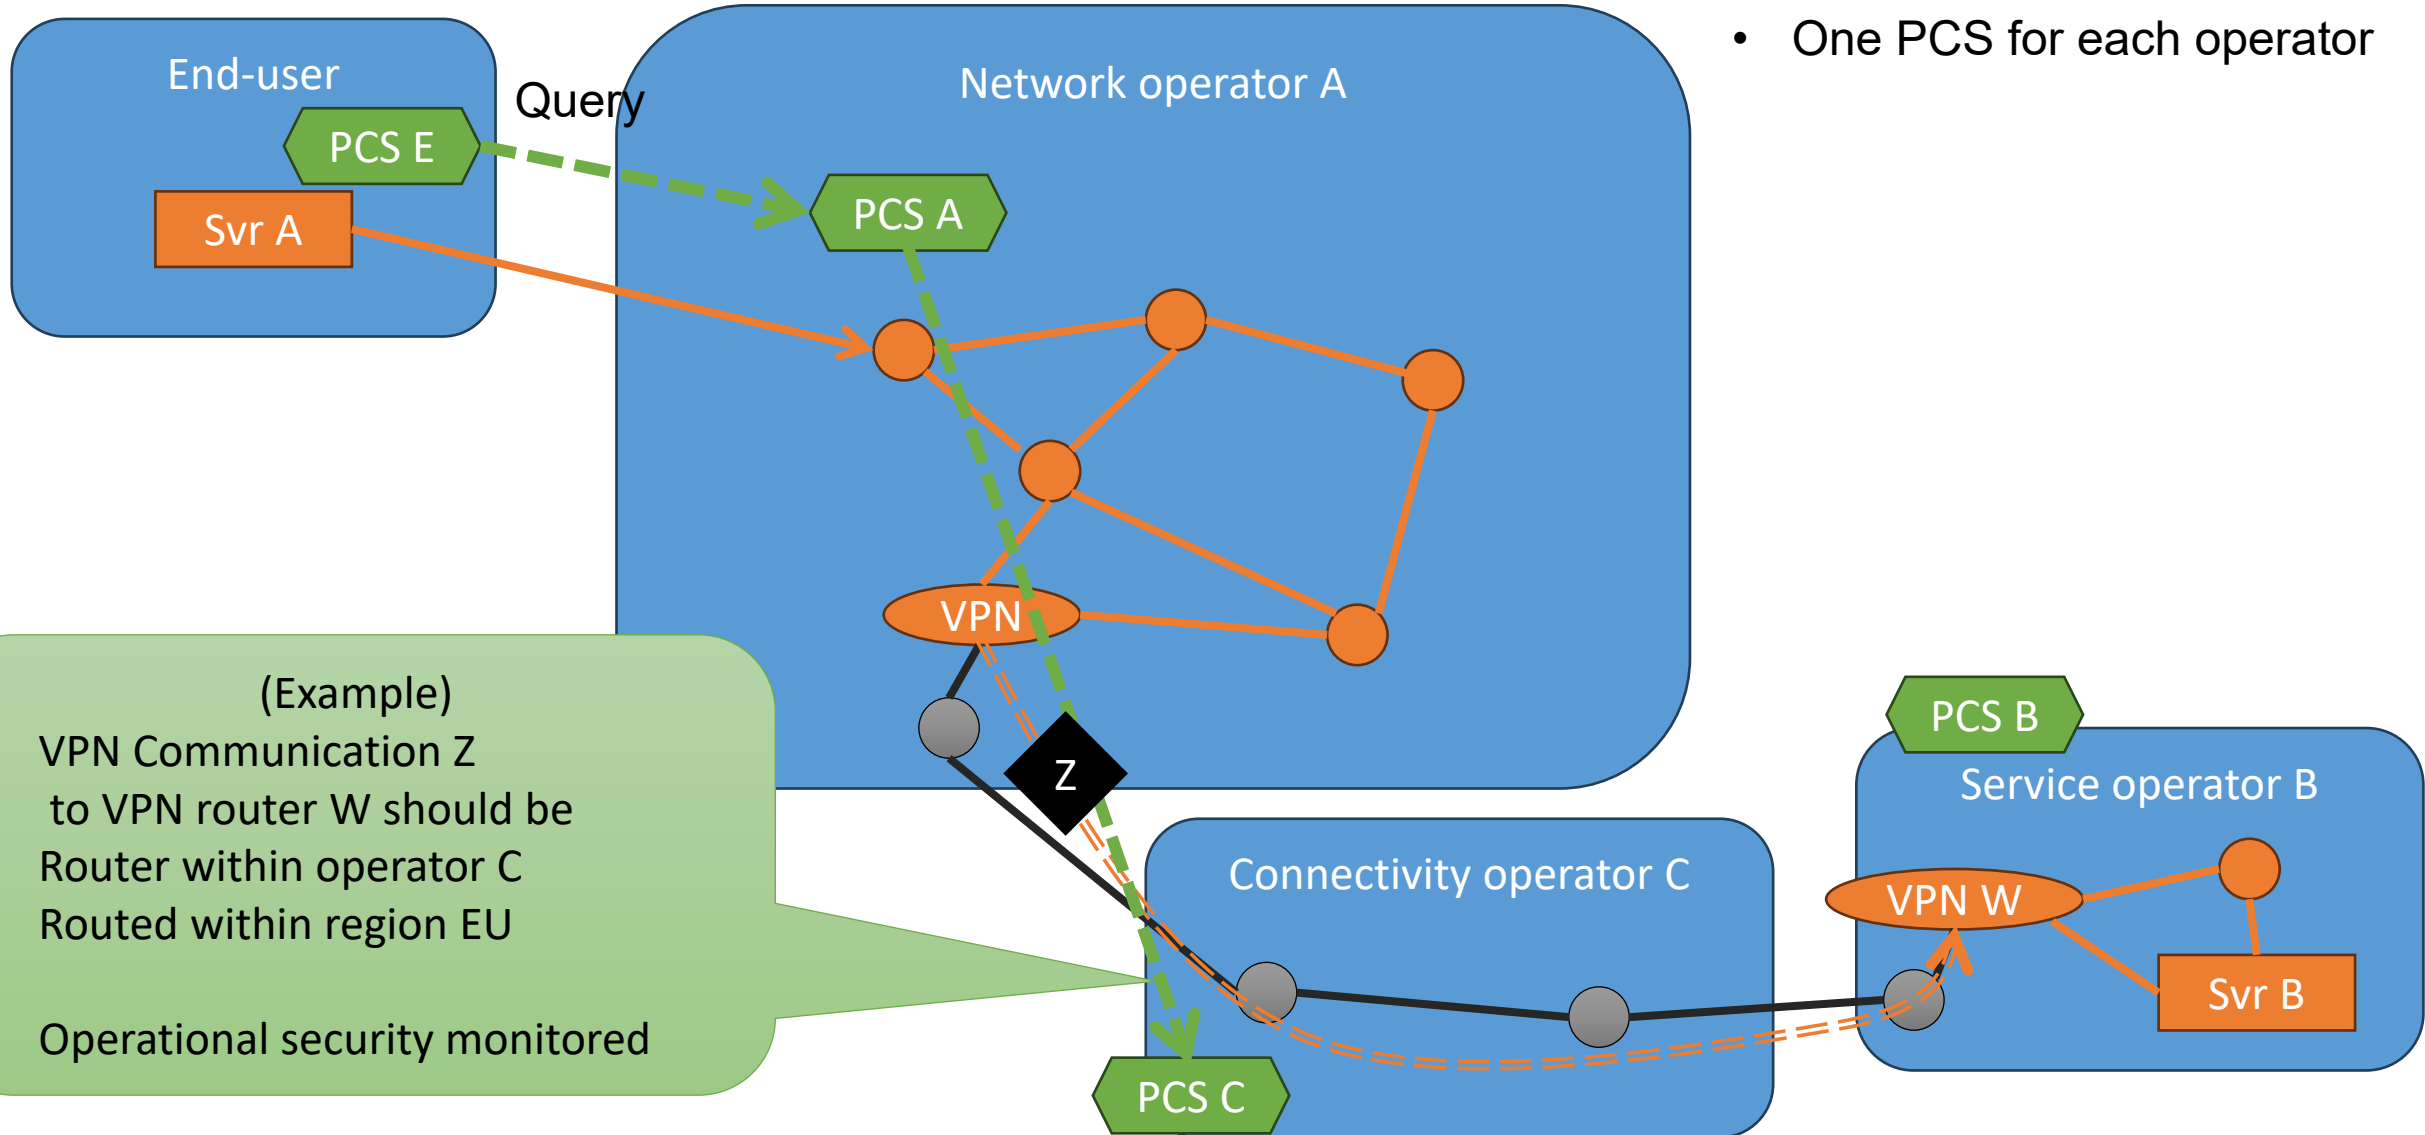 • One PCS for each operator
End-user
Query
Network operator A
PCS E
PCS A
Svr A
VPN
(Example)
VPN Communication Z
to VPN router W should be
Router within operator C
Routed within region EU
Operational security monitored
Z
PCS B
Service operator B
Connectivity operator C
VPN W
Svr B
PCS C